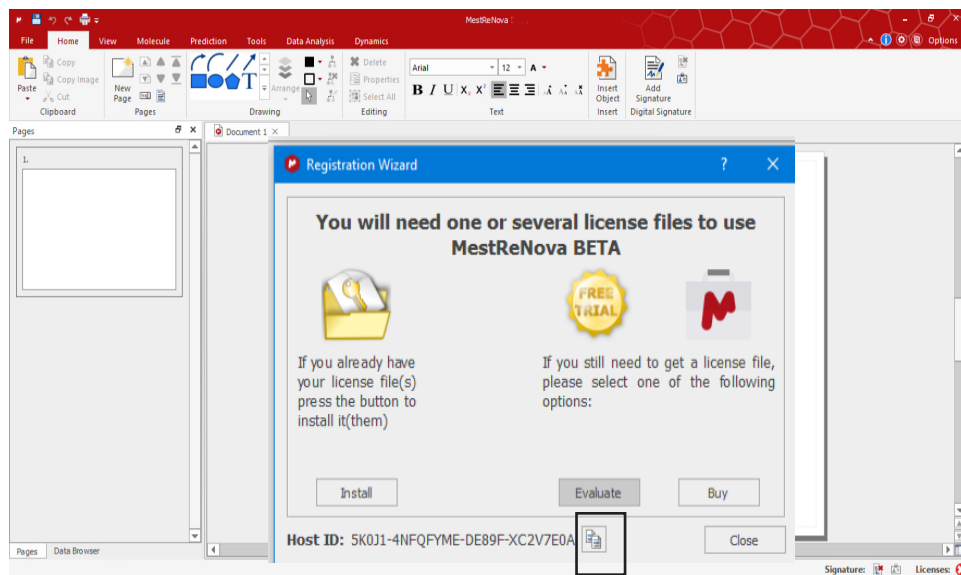 MestReNova
File Home View Molecule Prediction Tools Data Analysis Dynamics Options
Paste
Copy
Copy Image
Cut
Clipboard
New Page
Pages
T
Arrange
Drawing
Delete
Properties
Select All
Editing
Arial 12 A
B I U X, X²
Text
Insert Object
Insert
Add Signature
Digital Signature
Pages
Document 1
1.
Registration Wizard ?
You will need one or several license files to use
MestReNova BETA
FREE
TRIAL
If you already have
your license file(s)
press the button to
install it(them)
If you still need to get a license file,
please select one of the following
options:
Install Evaluate Buy
Host ID: 5K0J1-4NFQFYME-DE89F-XC2V7E0A
Close
Pages Data Browser
Signature: Licenses: